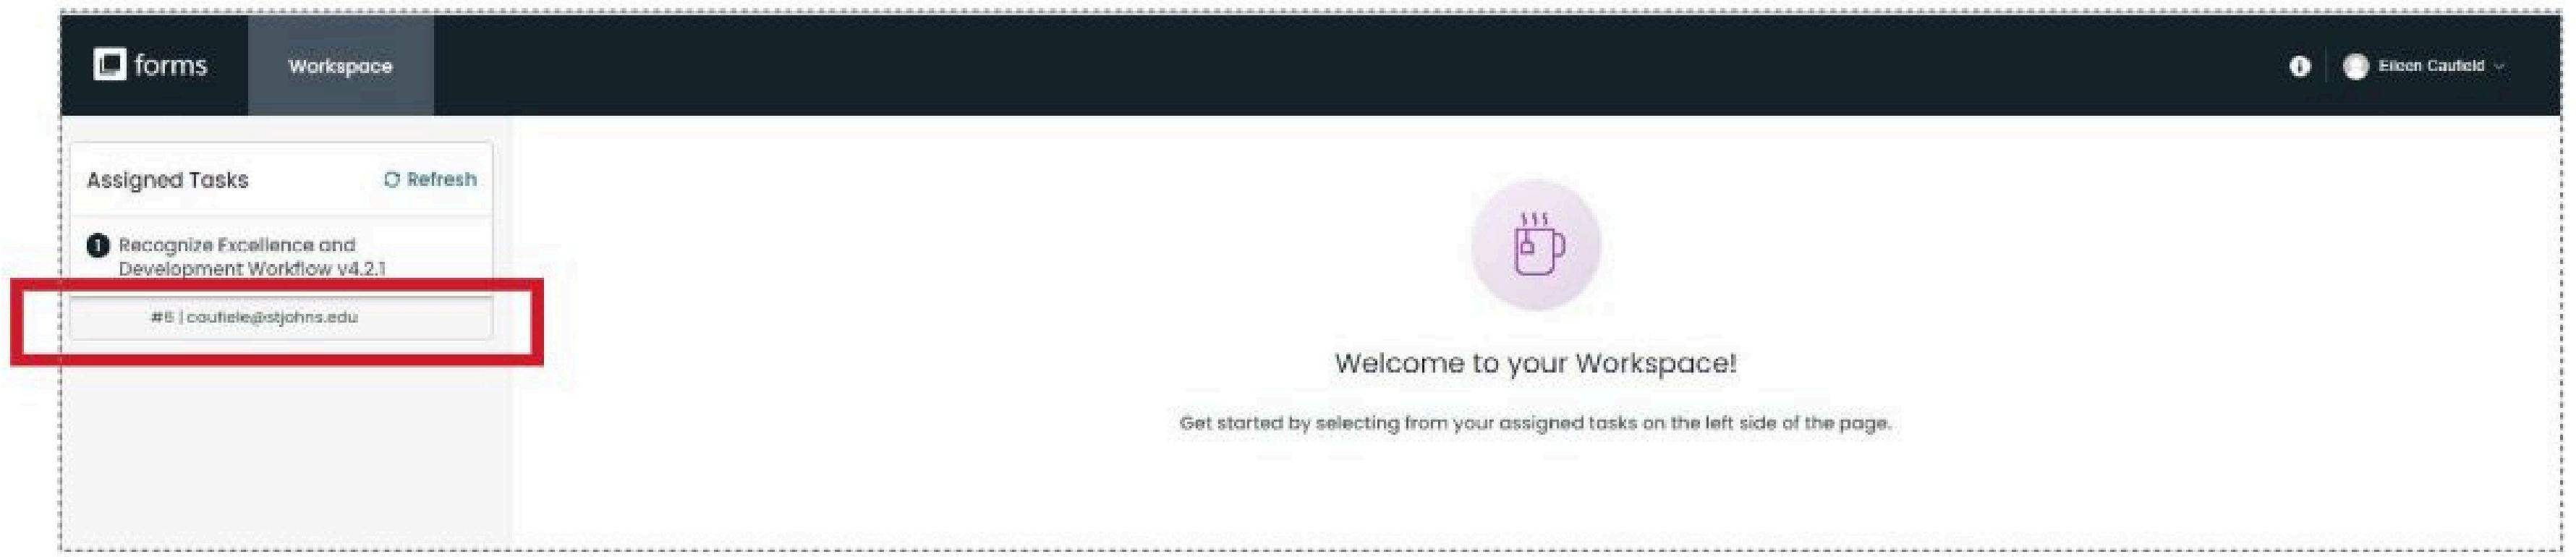 forms
Workspace
Eileen Caufield
Assigned Tasks
Refresh
1 Recognize Excellence and
Development Workflow v4.2.1
#6 | caufiele@stjohns.edu
Welcome to your Workspace!
Get started by selecting from your assigned tasks on the left side of the page.